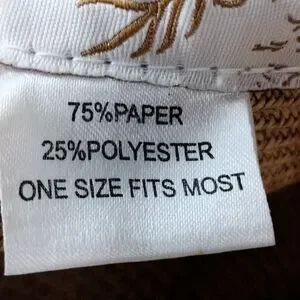 75%PAPER
25%POLYESTER
ONE SIZE FITS MOST